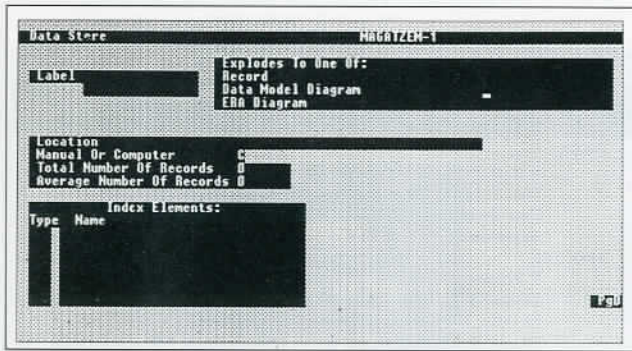 Data Store MAGATZEM-1
Explodes To One Of:
Label
Record
Data Model Diagram
ERA Diagram
Location
Manual Or Computer C
Total Number Of Records 0
Average Number Of Records 0
Index Elements:
Type Name
PgD